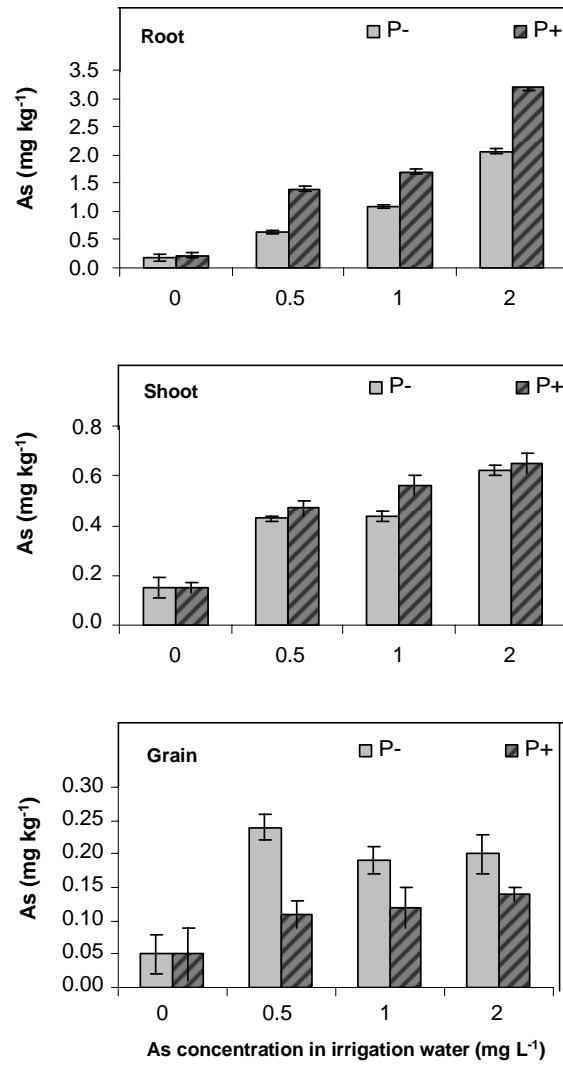 Root P- P+
3.5
3.0
2.5
2.0
1.5
1.0
0.5
0.0
As (mg kg⁻¹)
0 0.5 1 2
Shoot P- P+
0.8
0.6
0.4
0.2
0.0
As (mg kg⁻¹)
0 0.5 1 2
Grain P- P+
0.30
0.25
0.20
0.15
0.10
0.05
0.00
As (mg kg⁻¹)
0 0.5 1 2
As concentration in irrigation water (mg L⁻¹)